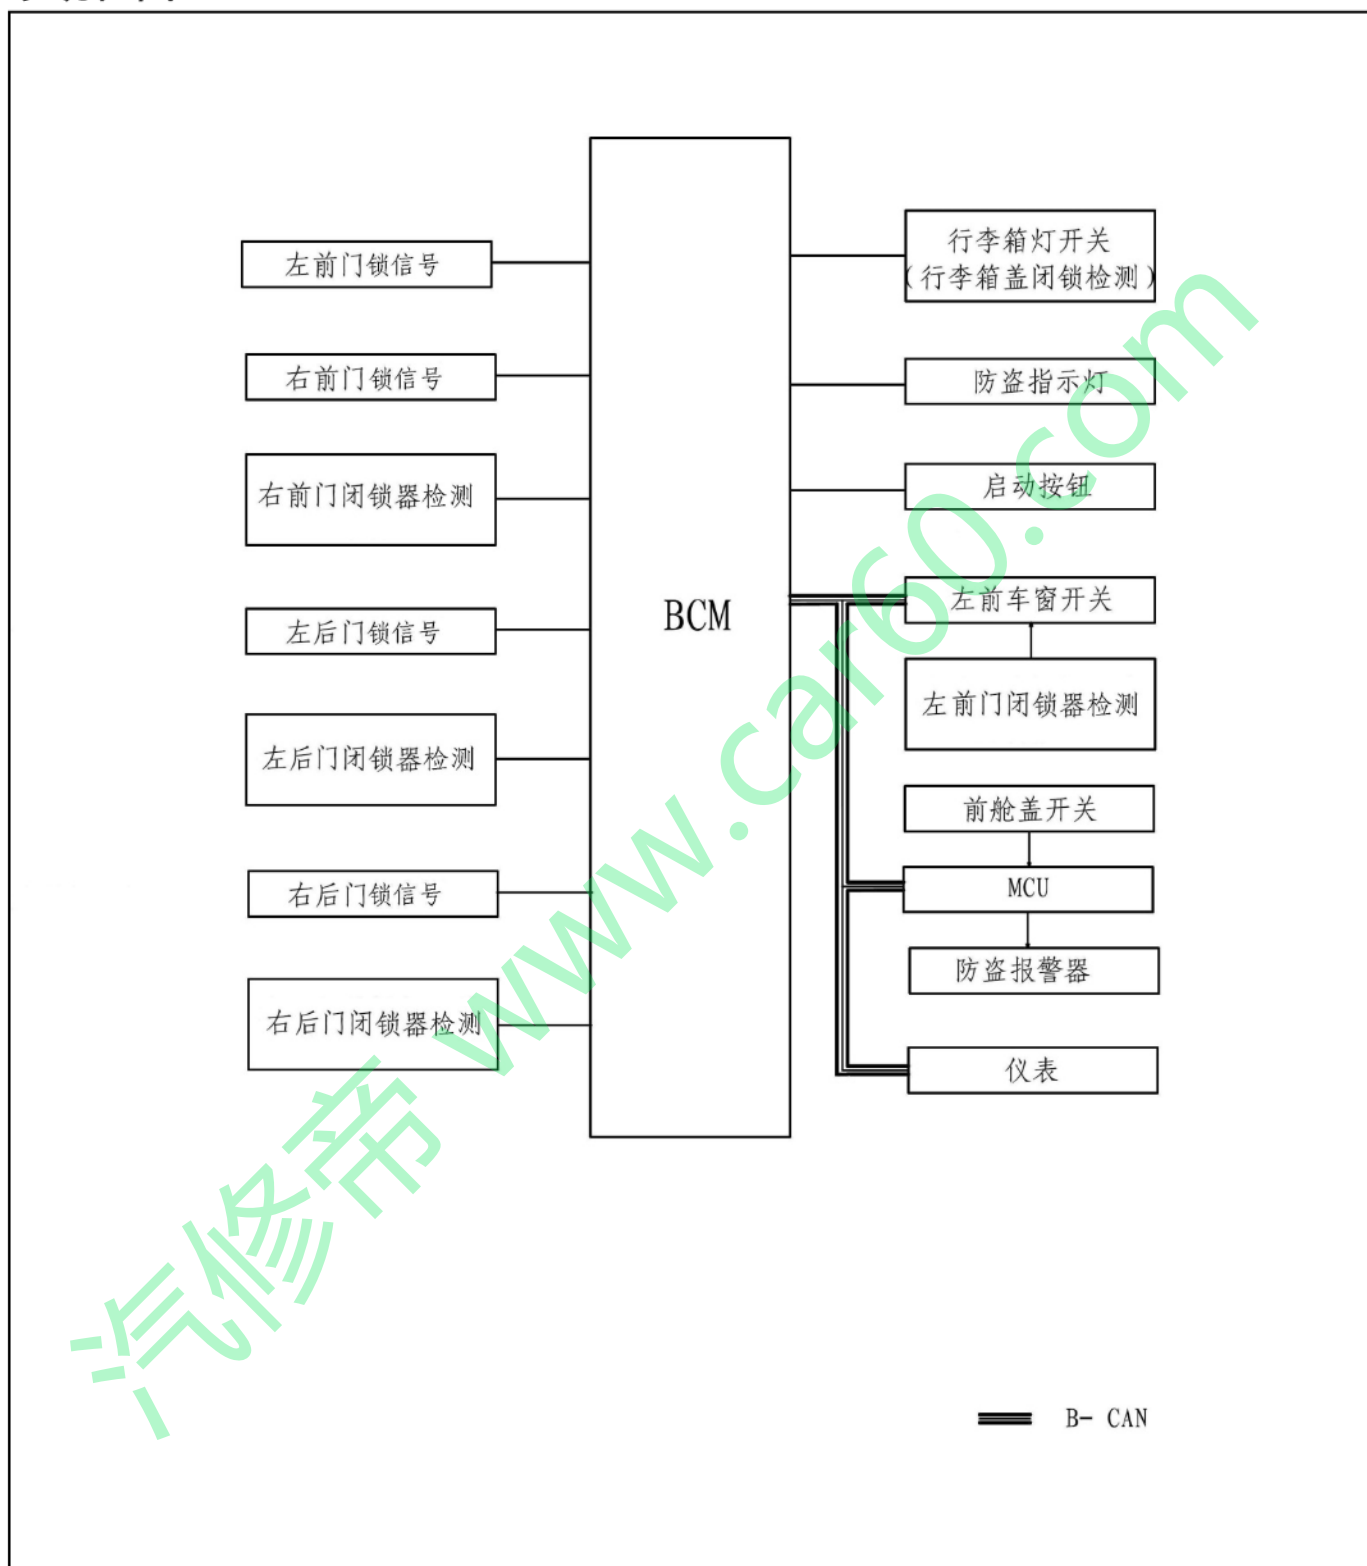 左前门锁信号
右前门锁信号
右前门闭锁器检测
左后门锁信号
左后门闭锁器检测
右后门锁信号
右后门闭锁器检测
BCM
行李箱灯开关
(行李箱盖闭锁检测)
防盗指示灯
启动按钮
左前车窗开关
左前门闭锁器检测
前舱盖开关
MCU
防盗报警器
仪表
B- CAN
汽修帝 www.car60.com